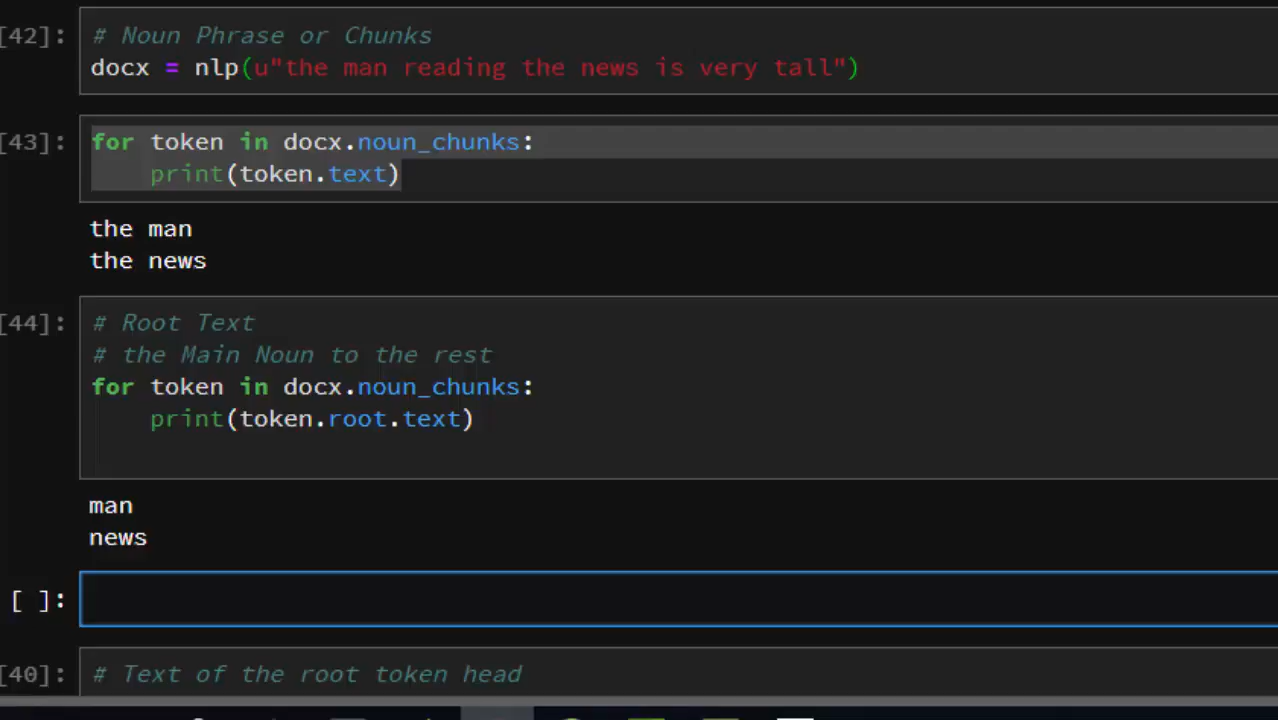 [42]:
# Noun Phrase or Chunks
docx = nlp(u"the man reading the news is very tall")
[43]:
for token in docx.noun_chunks:
    print(token.text)
the man
the news
[44]:
# Root Text
# the Main Noun to the rest
for token in docx.noun_chunks:
    print(token.root.text)
man
news
[ ]:
[40]:
# Text of the root token head